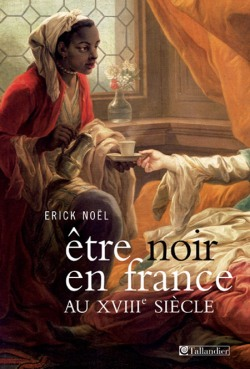 ERICK NOËL
être noir
en france
AU XVIIIe SIÈCLE
Tallandier